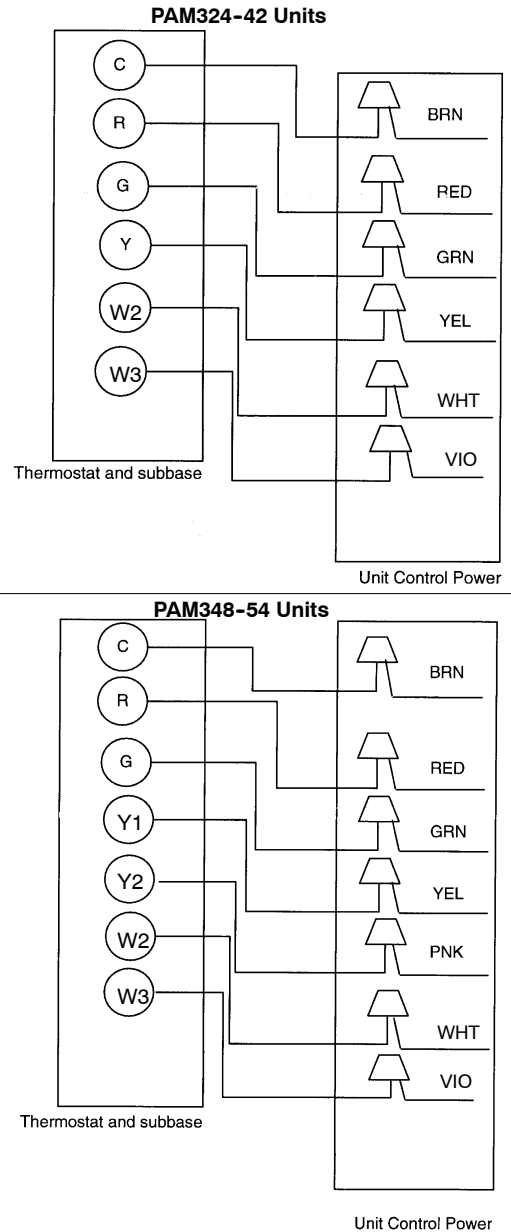 PAM324-42 Units
C
BRN
R
RED
G
GRN
Y
YEL
W2
WHT
W3
VIO
Thermostat and subbase
Unit Control Power
PAM348-54 Units
C
BRN
R
RED
G
GRN
Y1
YEL
Y2
PNK
W2
WHT
W3
VIO
Thermostat and subbase
Unit Control Power